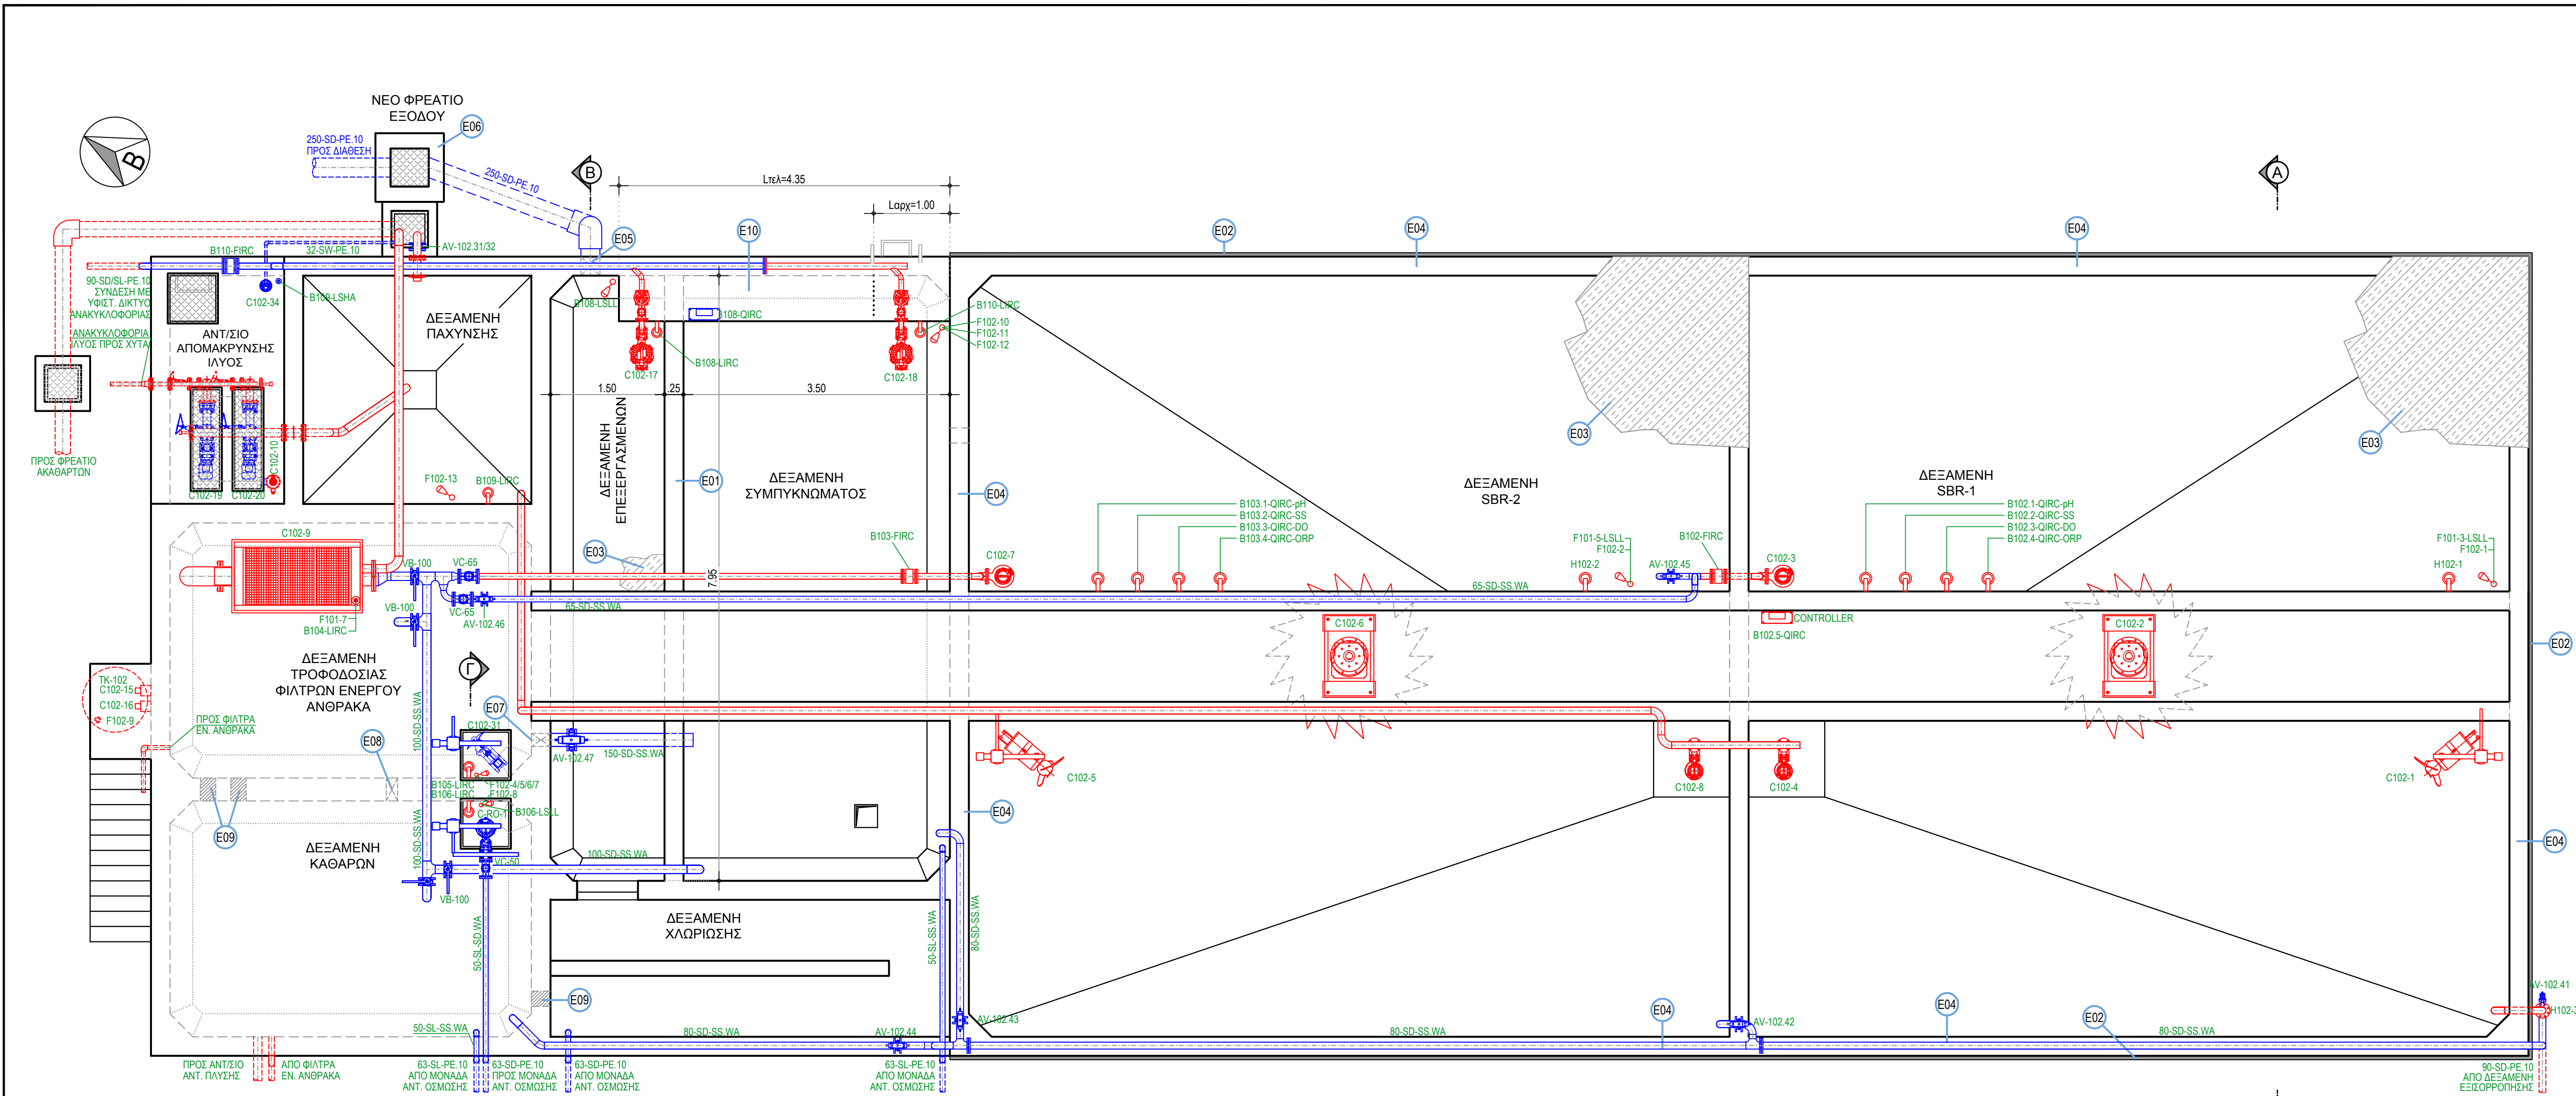 ΝΕΟ ΦΡΕΑΤΙΟ
ΕΞΟΔΟΥ
E06
B
250-SD-PE.10
ΠΡΟΣ ΔΙΑΘΕΣΗ
250-SD-PE.10
B
A
Lτελ=4.35
Lαρχ=1.00
E05
E10
E02
E04
E04
B110-FIRC
32-SW-PE.10
AV-102.31/32
90-SD/SL-PE.10
ΣΥΝΔΕΣΗ ΜΕ
ΥΦΙΣΤ. ΔΙΚΤΥΟ
ΑΝΑΚΥΚΛΟΦΟΡΙΑΣ
C102-34
B109-LSHA
ΑΝΑΚΥΚΛΟΦΟΡΙΑ
ΙΛΥΟΣ ΠΡΟΣ ΧΥΤΑ
ΑΝΤ/ΣΙΟ
ΑΠΟΜΑΚΡΥΝΣΗΣ
ΙΛΥΟΣ
ΔΕΞΑΜΕΝΗ
ΠΑΧΥΝΣΗΣ
B108-LSLL
B108-QIRC
B110-LIRC
F102-10
F102-11
F102-12
B108-LIRC
C102-17
C102-18
1.50
.25
3.50
7.95
ΔΕΞΑΜΕΝΗ
ΕΠΕΞΕΡΓΑΣΜΕΝΩΝ
E01
ΔΕΞΑΜΕΝΗ
ΣΥΜΠΥΚΝΩΜΑΤΟΣ
E04
E03
E03
ΔΕΞΑΜΕΝΗ
SBR-2
ΔΕΞΑΜΕΝΗ
SBR-1
ΠΡΟΣ ΦΡΕΑΤΙΟ
ΑΚΑΘΑΡΤΩΝ
C102-10
C102-19
C102-20
F102-13
B109-LIRC
B103.1-QIRC-pH
B103.2-QIRC-SS
B103.3-QIRC-DO
B103.4-QIRC-ORP
B102.1-QIRC-pH
B102.2-QIRC-SS
B102.3-QIRC-DO
B102.4-QIRC-ORP
C102-9
E03
B103-FIRC
C102-7
F101-5-LSLL
F102-2
H102-2
AV-102.45
B102-FIRC
C102-3
F101-3-LSLL
F102-1
H102-1
VB-100
VC-65
VB-100
VC-65
AV-102.46
65-SD-SS.WA
65-SD-SS.WA
F101-7
B104-LIRC
C102-6
CONTROLLER
B102.5-QIRC
C102-2
E02
ΔΕΞΑΜΕΝΗ
ΤΡΟΦΟΔΟΣΙΑΣ
ΦΙΛΤΡΩΝ ΕΝΕΡΓΟΥ
ΑΝΘΡΑΚΑ
Γ
TK-102
C102-15
C102-16
F102-9
ΠΡΟΣ ΦΙΛΤΡΑ
ΕΝ. ΑΝΘΡΑΚΑ
100-SD-SS.WA
E07
C102-31
E08
AV-102.47
150-SD-SS.WA
C102-5
C102-8
C102-4
C102-1
B105-LIRC
F102-4/5/6/7
B106-LIRC
F102-8
C-RO-1
B106-LSLL
E09
E04
E04
ΔΕΞΑΜΕΝΗ
ΚΑΘΑΡΩΝ
100-SD-SS.WA
VC-50
100-SD-SS.WA
VB-100
ΔΕΞΑΜΕΝΗ
ΧΛΩΡΙΩΣΗΣ
50-SL-SD.WA
50-SL-SS.WA
80-SD-SS.WA
E09
50-SL-SS.WA
80-SD-SS.WA
AV-102.44
AV-102.43
80-SD-SS.WA
E04
AV-102.42
E04
E02
80-SD-SS.WA
AV-102.41
H102-3
ΠΡΟΣ ΑΝΤ/ΣΙΟ
ΑΝΤ. ΠΛΥΣΗΣ
ΑΠΟ ΦΙΛΤΡΑ
ΕΝ. ΑΝΘΡΑΚΑ
63-SL-PE.10
ΑΠΟ ΜΟΝΑΔΑ
ΑΝΤ. ΟΣΜΩΣΗΣ
63-SD-PE.10
ΠΡΟΣ ΜΟΝΑΔΑ
ΑΝΤ. ΟΣΜΩΣΗΣ
63-SD-PE.10
ΑΠΟ ΜΟΝΑΔΑ
ΑΝΤ. ΟΣΜΩΣΗΣ
63-SL-PE.10
ΑΠΟ ΜΟΝΑΔΑ
ΑΝΤ. ΟΣΜΩΣΗΣ
90-SD-PE.10
ΑΠΟ ΔΕΞΑΜΕΝΗ
ΕΞΙΣΟΡΡΟΠΗΣΗΣ